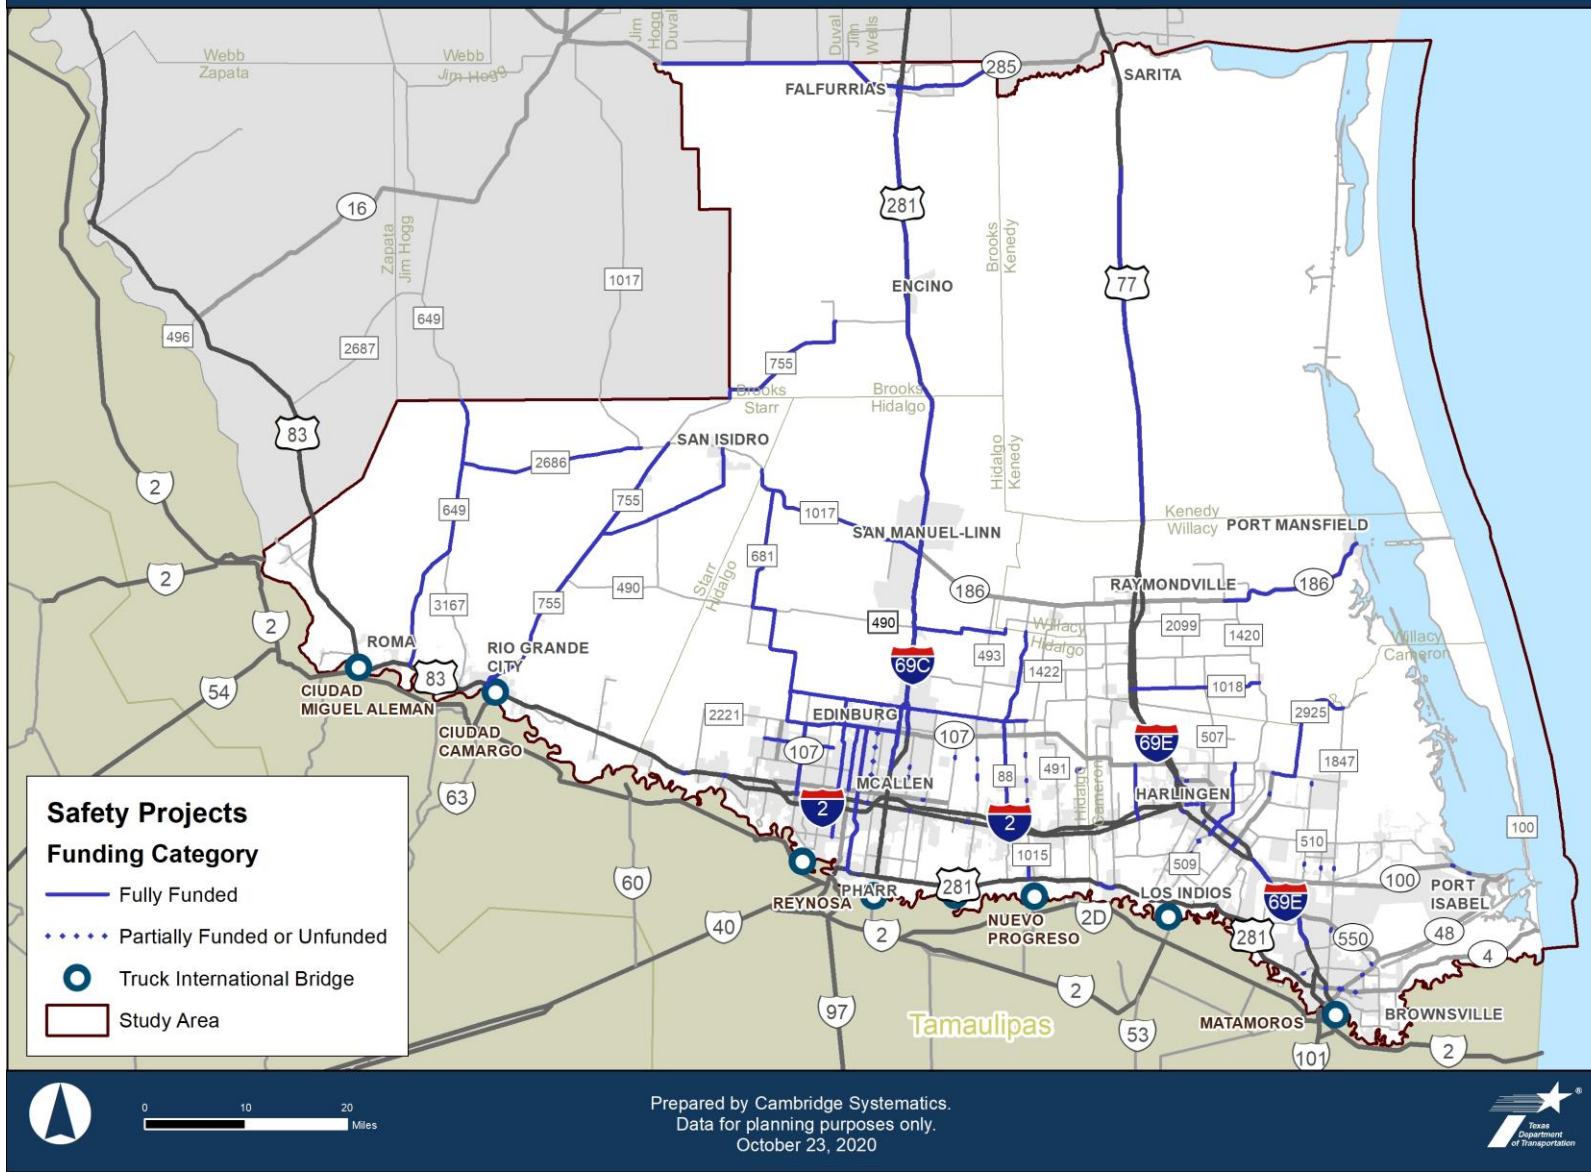 Webb
Zapata
Webb
Jim Hogg
Jim
Hogg
Duval
Duval
Jim
Wells
285
SARITA
FALFURRIAS
16
281
Zapata
Jim Hogg
Brooks
Kenedy
1017
77
ENCINO
649
496
2687
755
Brooks
Starr
Brooks
Hidalgo
83
SAN ISIDRO
Hidalgo
Kenedy
2686
2
755
649
1017
Kenedy
Willacy
PORT MANSFIELD
SAN MANUEL-LINN
681
2
Starr
Hidalgo
490
186
RAYMONDVILLE
186
3167
755
490
2
Willacy
Hidalgo
2099
1420
ROMA
RIO GRANDE
CITY
493
1422
Willacy
Cameron
69C
83
54
CIUDAD
MIGUEL ALEMAN
1018
2221
EDINBURG
2925
CIUDAD
CAMARGO
107
107
69E
507
88
491
1847
MCALLEN
Hidalgo
Cameron
HARLINGEN
63
2
2
100
510
1015
509
60
281
PHARR
REYNOSA
LOS INDIOS
100
PORT
ISABEL
69E
NUEVO
PROGRESO
2D
40
2
281
550
48
4
2
97
Tamaulipas
53
MATAMOROS
BROWNSVILLE
101
2
Safety Projects
Funding Category
Fully Funded
Partially Funded or Unfunded
Truck International Bridge
Study Area
0 10 20
Miles
Prepared by Cambridge Systematics.
Data for planning purposes only.
October 23, 2020
®
Texas
Department
of Transportation